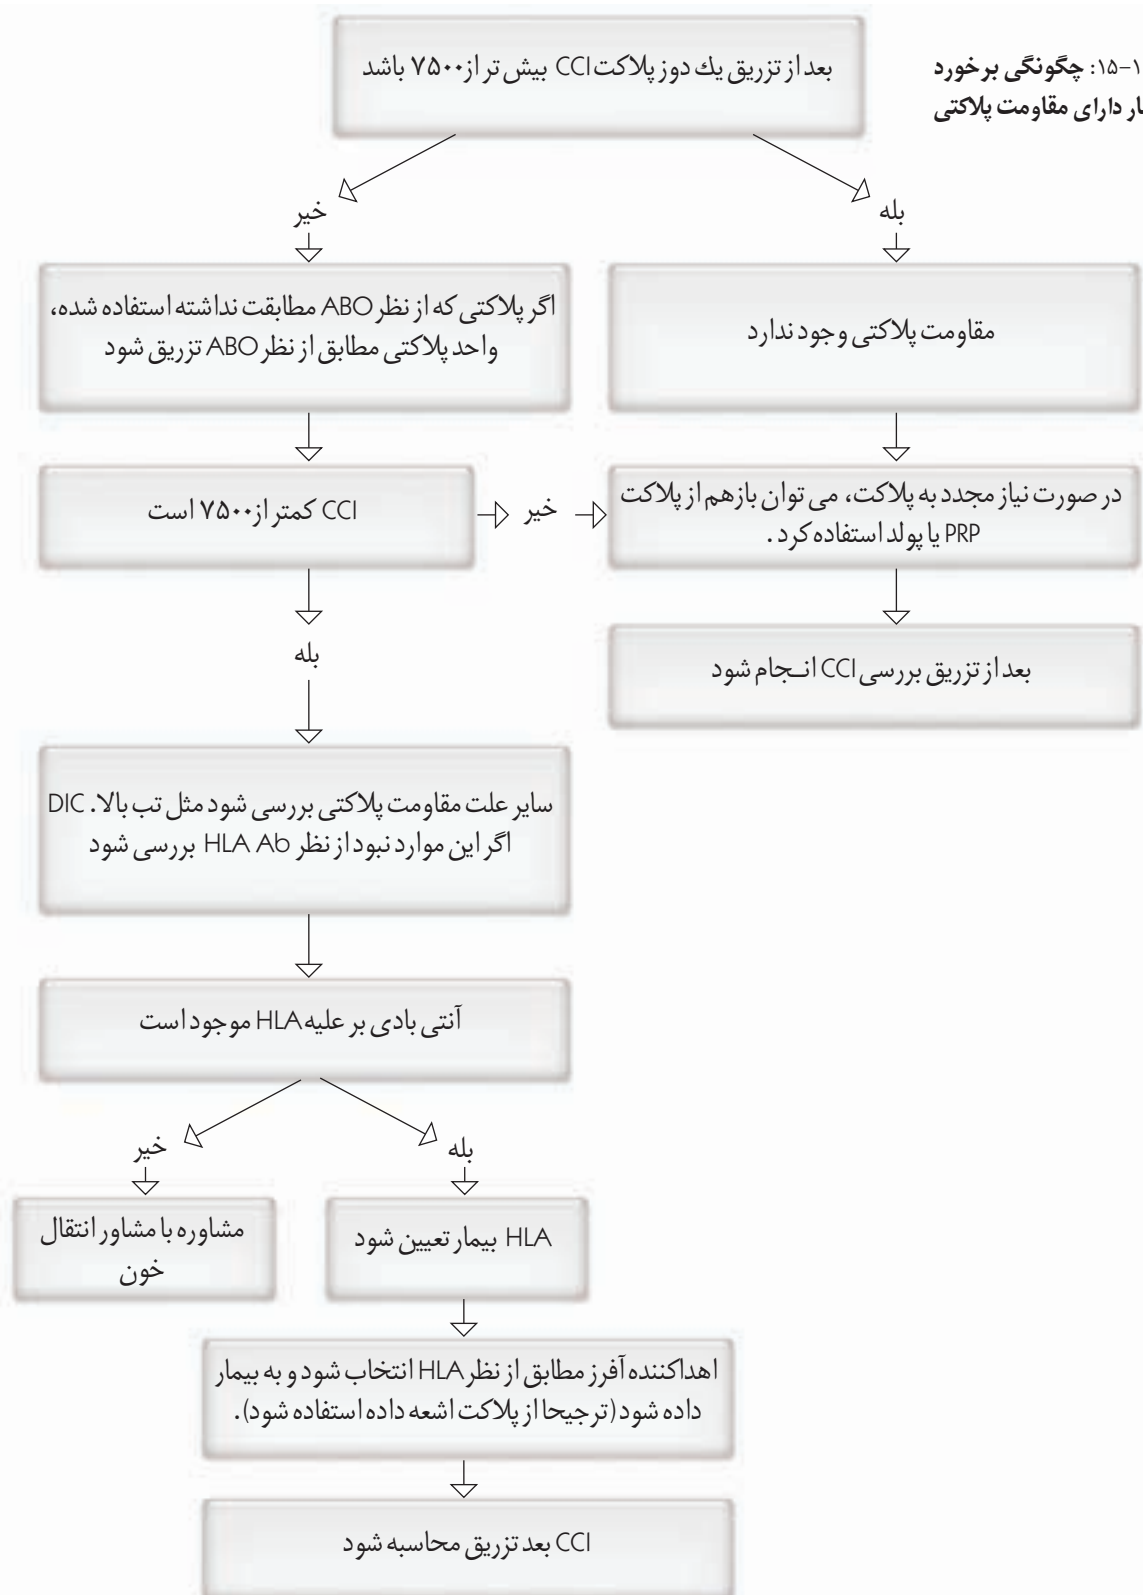 ۱۵-۱: چگونگی برخورد
دارای مقاومت پلاکتی
بعد از تزریق یك دوز پلاکت CCI بیش تر از ۷۵۰۰ باشد
بله
خیر
مقاومت پلاکتی وجود ندارد
اگر پلاکتی که از نظر ABO مطابقت نداشته استفاده شده،
واحد پلاکتی مطابق از نظر ABO تزریق شود
در صورت نیاز مجدد به پلاکت، می توان بازهم از پلاکت
PRP یا پولد استفاده کرد.
خیر
CCI کمتر از ۷۵۰۰ است
بعد از تزریق بررسی CCI انـجام شود
بله
سایر علت مقاومت پلاکتی بررسی شود مثل تب بالا، DIC
اگر این موارد نبود از نظر HLA Ab بررسی شود
آنتی بادی بر علیه HLA موجود است
بله
خیر
HLA بیمار تعیین شود
مشاوره با مشاور انتقال
خون
اهداکننده آفرز مطابق از نظر HLA انتخاب شود و به بیمار
داده شود (ترجیحا از پلاکت اشعه داده استفاده شود).
CCI بعد تزریق محاسبه شود